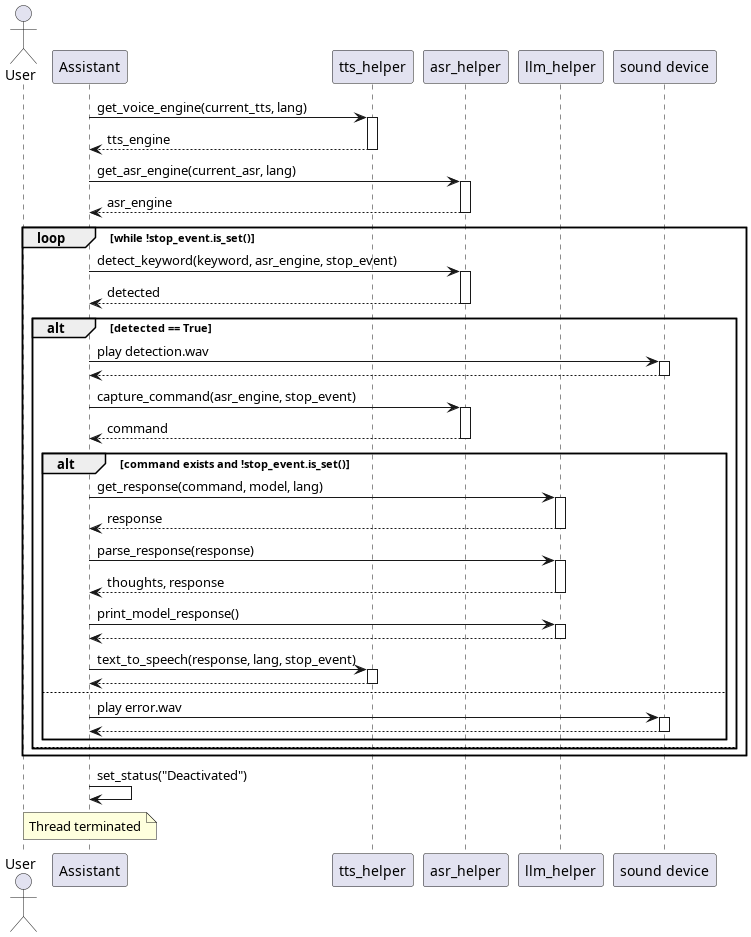 User
Assistant
tts_helper
asr_helper
llm_helper
sound device
get_voice_engine(current_tts, lang)
tts_engine
get_asr_engine(current_asr, lang)
asr_engine
loop [while !stop_event.is_set()]
detect_keyword(keyword, asr_engine, stop_event)
detected
alt [detected == True]
play detection.wav
capture_command(asr_engine, stop_event)
command
alt [command exists and !stop_event.is_set()]
get_response(command, model, lang)
response
parse_response(response)
thoughts, response
print_model_response()
text_to_speech(response, lang, stop_event)
play error.wav
set_status("Deactivated")
Thread terminated
User
Assistant
tts_helper
asr_helper
llm_helper
sound device